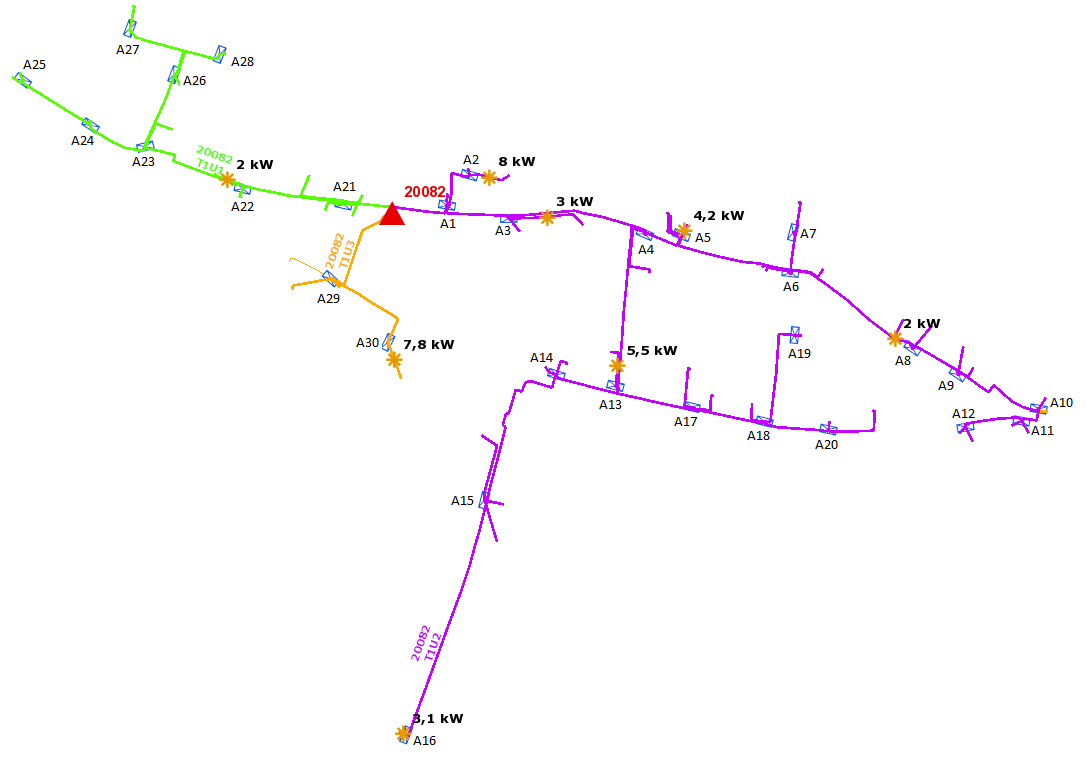 A27
A28
A25
A26
A24
A23
20082
T1U1
2 kW
A22
A21
20082
A2
8 kW
A1
A3
3 kW
4,2 kW
A5
A4
A7
A6
20082
T1U3
A29
A30
7,8 kW
2 kW
A8
A9
A19
A14
5,5 kW
A13
A17
A18
A20
A10
A12
A11
A15
20082
T1U2
3,1 kW
A16